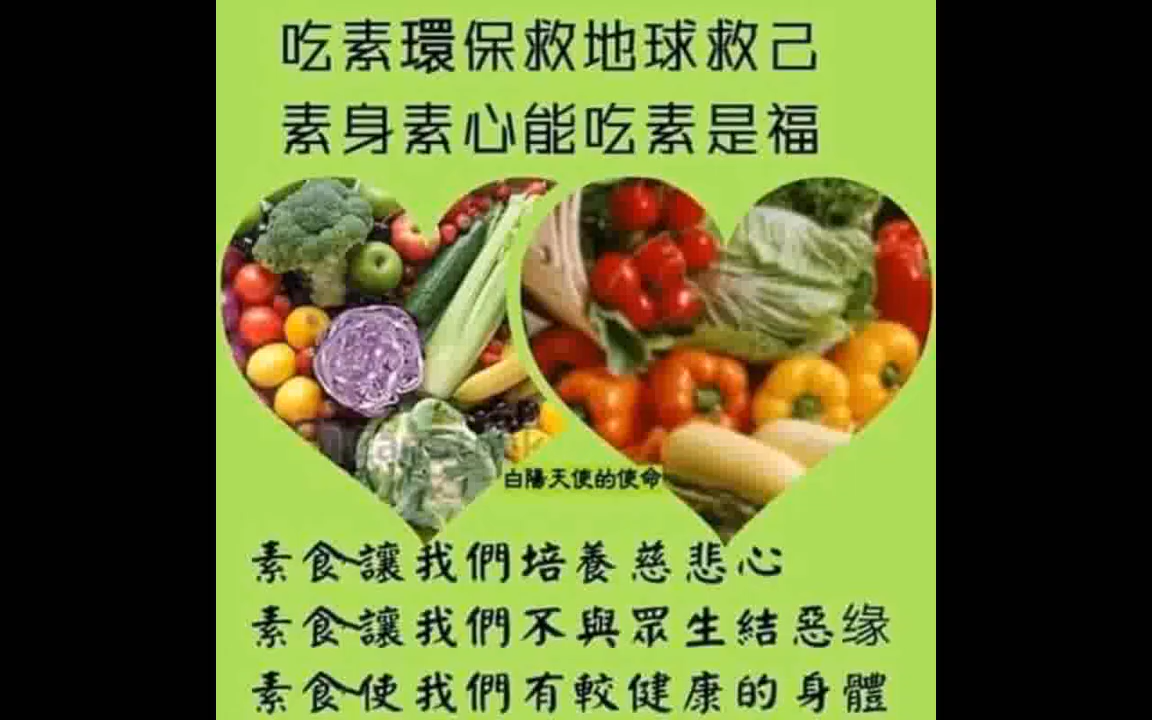 吃素環保救地球救己
素身素心能吃素是福
白陽天使的使命
素食讓我們培養慈悲心
素食讓我們不與眾生結惡缘
素食使我們有較健康的身體